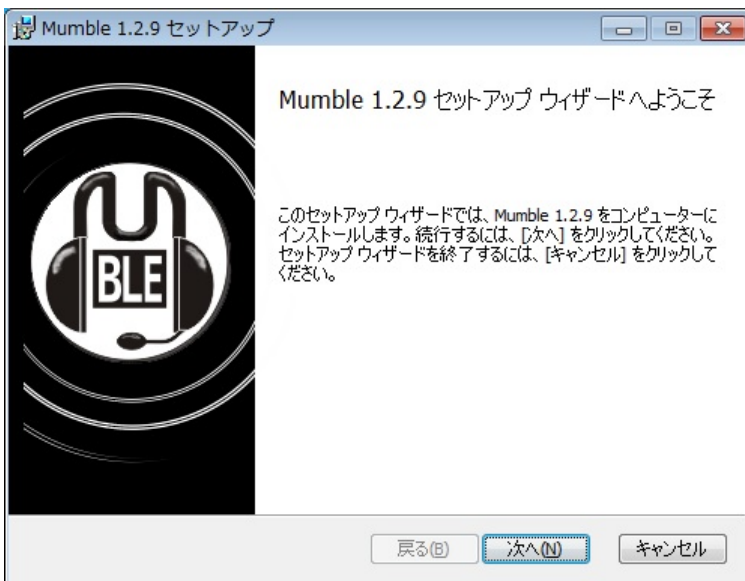 Mumble 1.2.9 セットアップ
Mumble 1.2.9 セットアップ ウィザードへようこそ
このセットアップ ウィザードでは、Mumble 1.2.9 をコンピューターに
インストールします。続行するには、[次へ] をクリックしてください。
セットアップ ウィザードを終了するには、[キャンセル] をクリックして
ください。
BLE
戻る(B)
次へ(N)
キャンセル